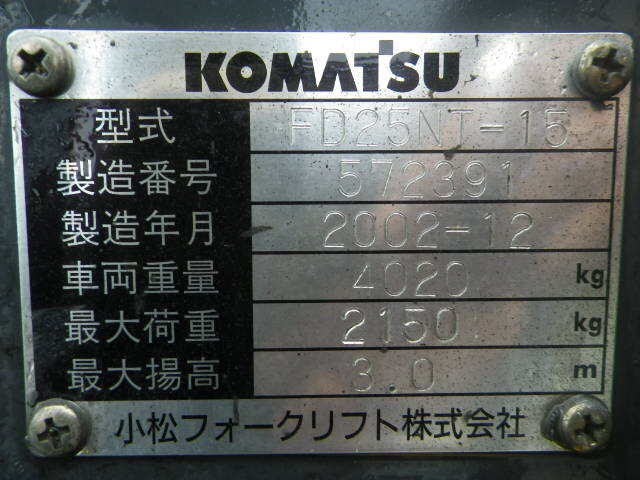 KOMATSU
型式 FD25NT-15
製造番号 572391
製造年月 2002-12
車両重量 4020 kg
最大荷重 2150 kg
最大揚高 3.0 m
小松フォークリフト株式会社